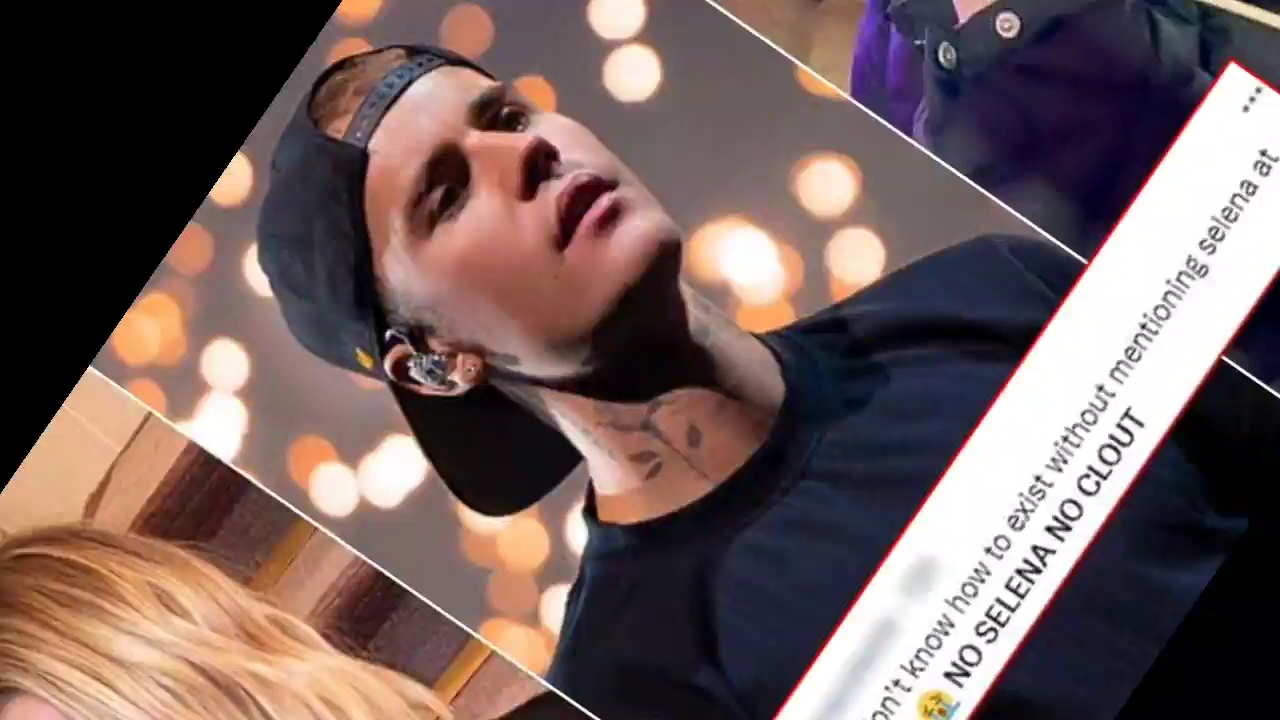 know how to exist without mentioning selena at
NO SELENA NO CLOUT